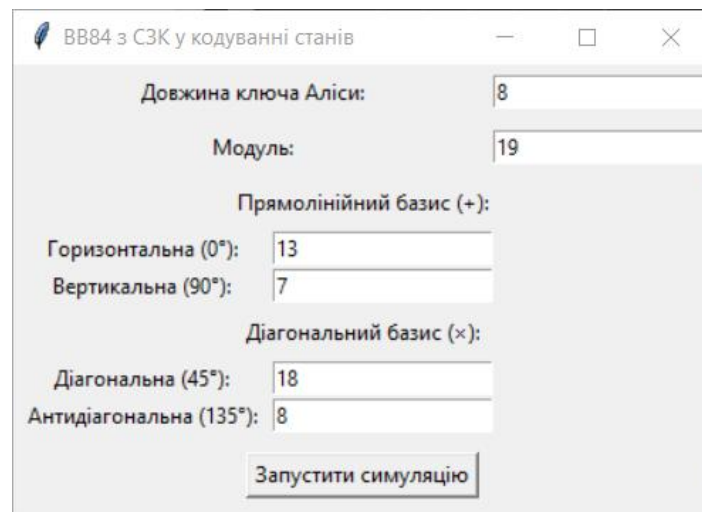 BB84 з СЗК у кодуванні станів
Довжина ключа Аліси: 8
Модуль: 19
Прямолінійний базис (+):
Горизонтальна (0°): 13
Вертикальна (90°): 7
Діагональний базис (×):
Діагональна (45°): 18
Антидіагональна (135°): 8
Запустити симуляцію